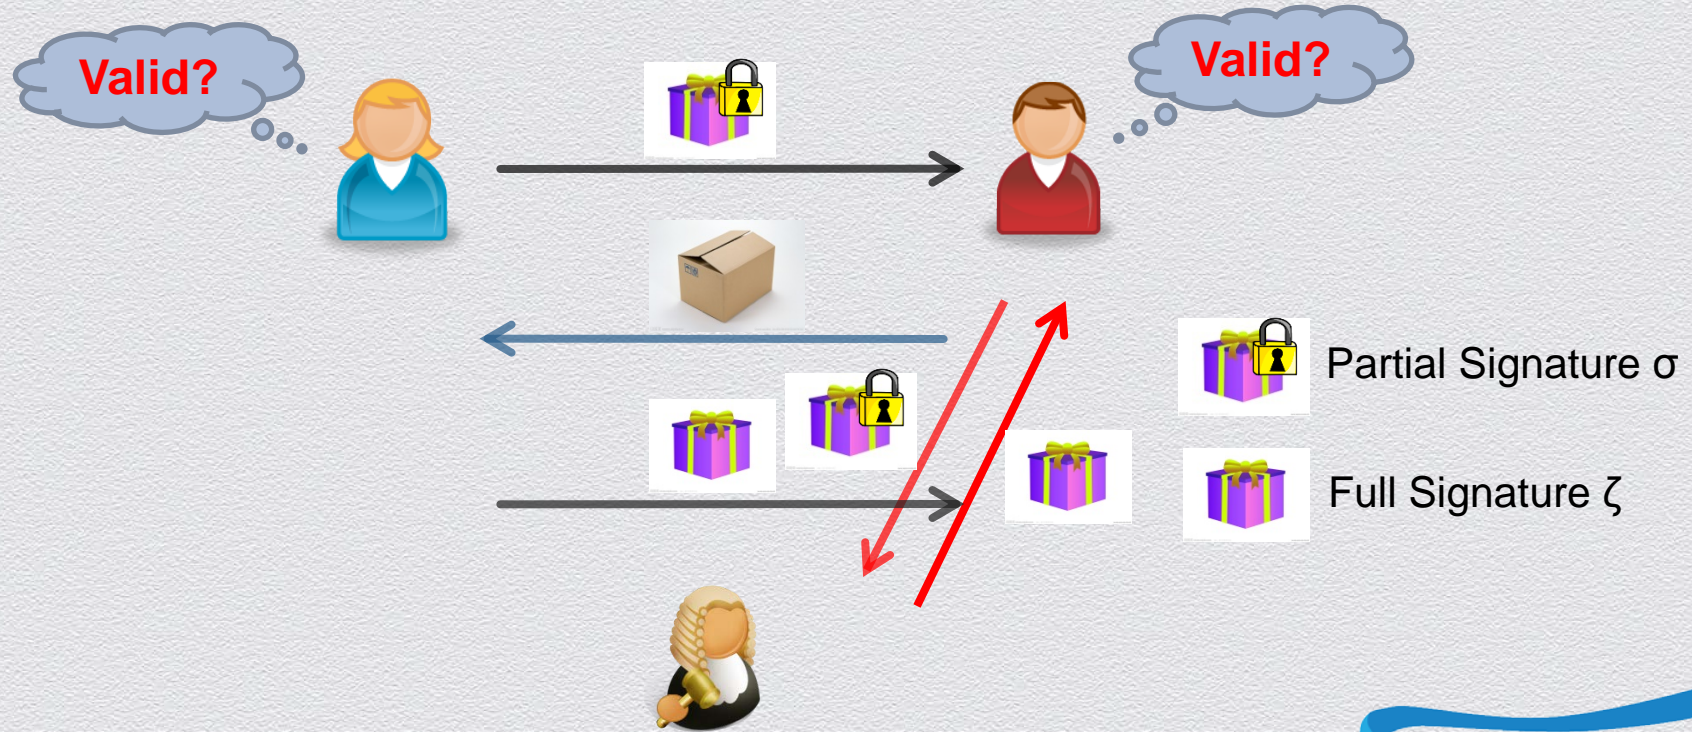 Valid?
Valid?
Partial Signature σ
Full Signature ζ